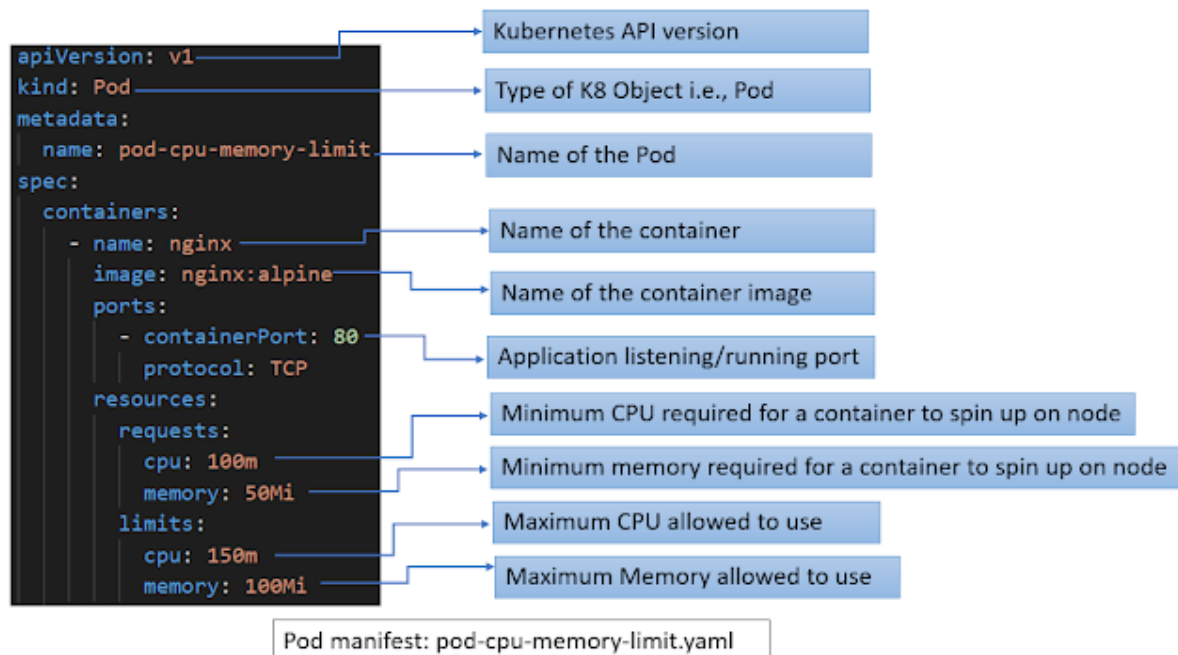 apiVersion: v1
kind: Pod
metadata:
name: pod-cpu-memory-limit
spec:
containers:
- name: nginx
image: nginx:alpine
ports:
- containerPort: 80
protocol: TCP
resources:
requests:
cpu: 100m
memory: 50Mi
limits:
cpu: 150m
memory: 100Mi
Kubernetes API version
Type of K8 Object i.e., Pod
Name of the Pod
Name of the container
Name of the container image
Application listening/running port
Minimum CPU required for a container to spin up on node
Minimum memory required for a container to spin up on node
Maximum CPU allowed to use
Maximum Memory allowed to use
Pod manifest: pod-cpu-memory-limit.yaml